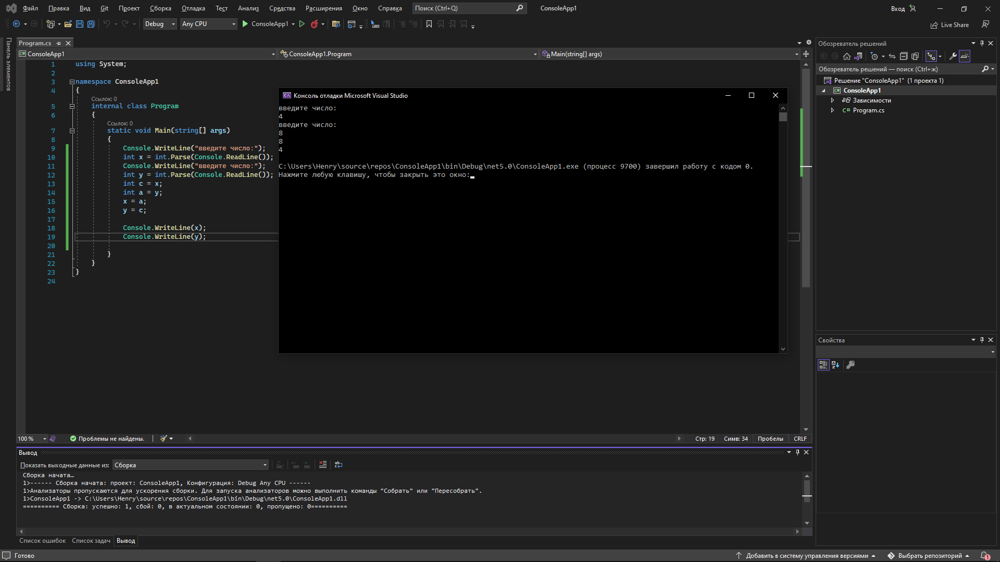 Файл Правка Вид Git Проект Сборка Отладка Тест Анализ Средства Расширения Окно Справка Поиск (Ctrl+Q) ConsoleApp1 Вход
Debug Any CPU ConsoleApp1 Live Share
Панель элементов
Program.cs
ConsoleApp1 ConsoleApp1.Program Main(string[] args)
1 using System;
2
3 namespace ConsoleApp1
4 {
Ссылок: 0
5 internal class Program
6 {
Ссылок: 0
7 static void Main(string[] args)
8 {
9 Console.WriteLine("введите число:");
10 int x = int.Parse(Console.ReadLine());
11 Console.WriteLine("введите число:");
12 int y = int.Parse(Console.ReadLine());
13 int c = x;
14 int a = y;
15 x = a;
16 y = c;
17
18 Console.WriteLine(x);
19 Console.WriteLine(y);
20
21 }
22 }
23 }
24
Консоль отладки Microsoft Visual Studio
введите число:
4
введите число:
8
8
4
C:\Users\Henry\source\repos\ConsoleApp1\bin\Debug\net5.0\ConsoleApp1.exe (процесс 9700) завершил работу с кодом 0.
Нажмите любую клавишу, чтобы закрыть это окно:
Обозреватель решений
Обозреватель решений — поиск (Ctrl+ж)
Решение "ConsoleApp1" (1 проекта 1)
ConsoleApp1
Зависимости
C# Program.cs
Свойства
100 % Проблемы не найдены. Стр: 19 Симв: 34 Пробелы CRLF
Вывод
Показать выходные данные из: Сборка
Сборка начата…
1>------ Сборка начата: проект: ConsoleApp1, Конфигурация: Debug Any CPU ------
1>Анализаторы пропускаются для ускорения сборки. Для запуска анализаторов можно выполнить команды "Собрать" или "Пересобрать".
1>ConsoleApp1 -> C:\Users\Henry\source\repos\ConsoleApp1\bin\Debug\net5.0\ConsoleApp1.dll
========== Сборка: успешно: 1, сбой: 0, в актуальном состоянии: 0, пропущено: 0==========
Список ошибок Список задач Вывод
Готово Добавить в систему управления версиями Выбрать репозиторий 1